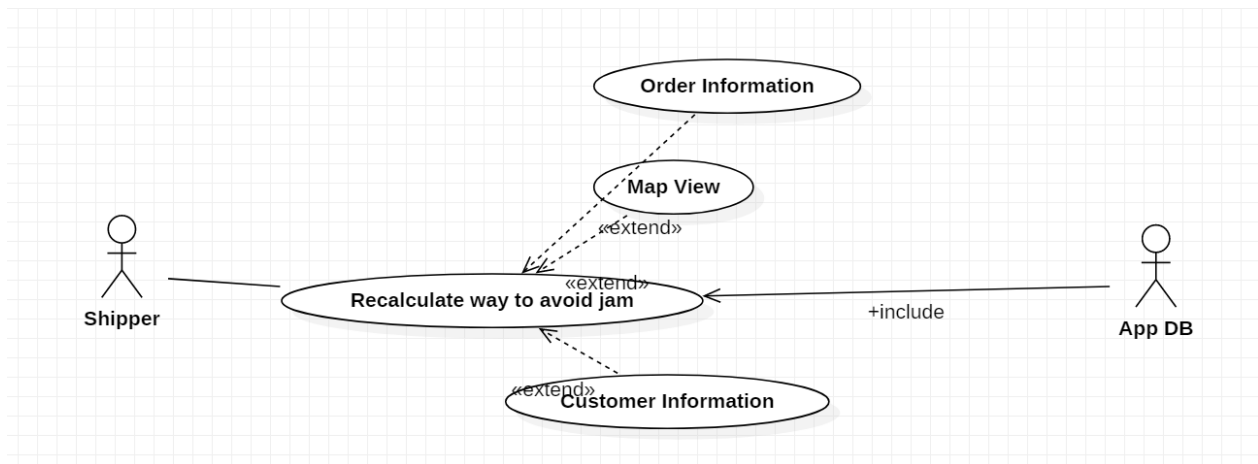 Order Information
Map View
«extend»
Shipper
«extend»
Recalculate way to avoid jam
+include
App DB
«extend»
Customer Information